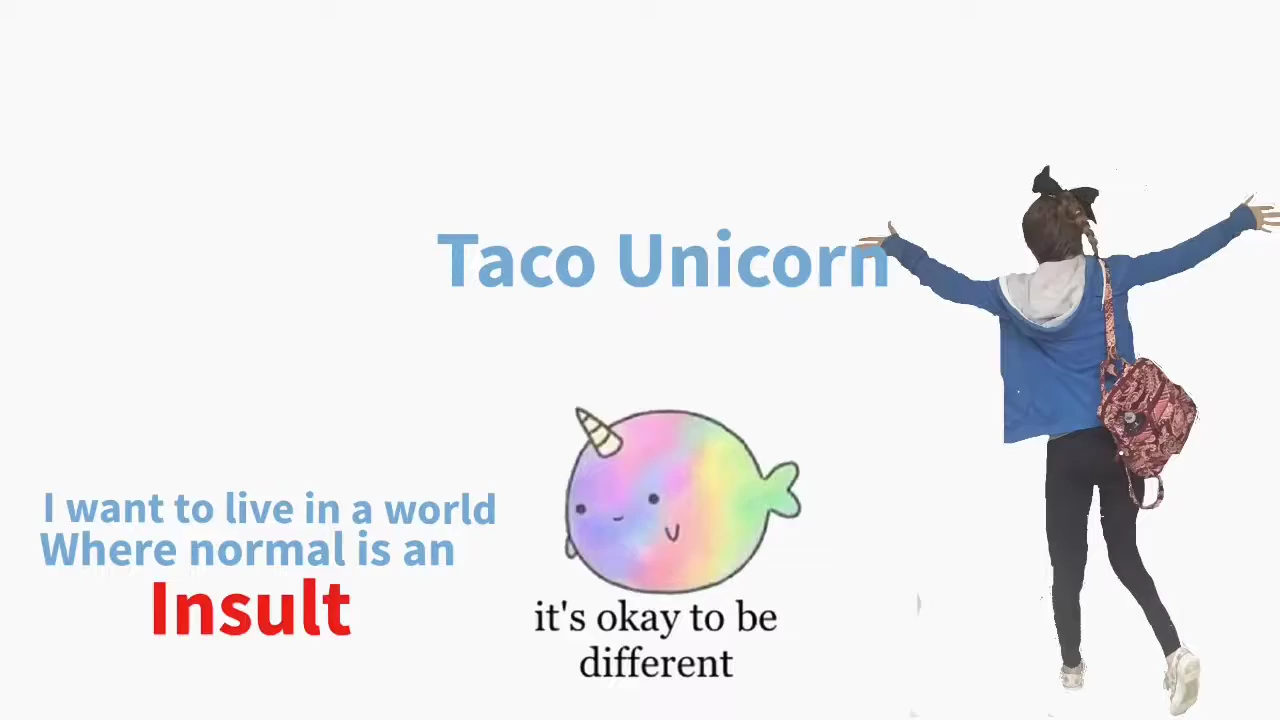 Taco Unicorn
I want to live in a world
Where normal is an
Insult
it's okay to be
different